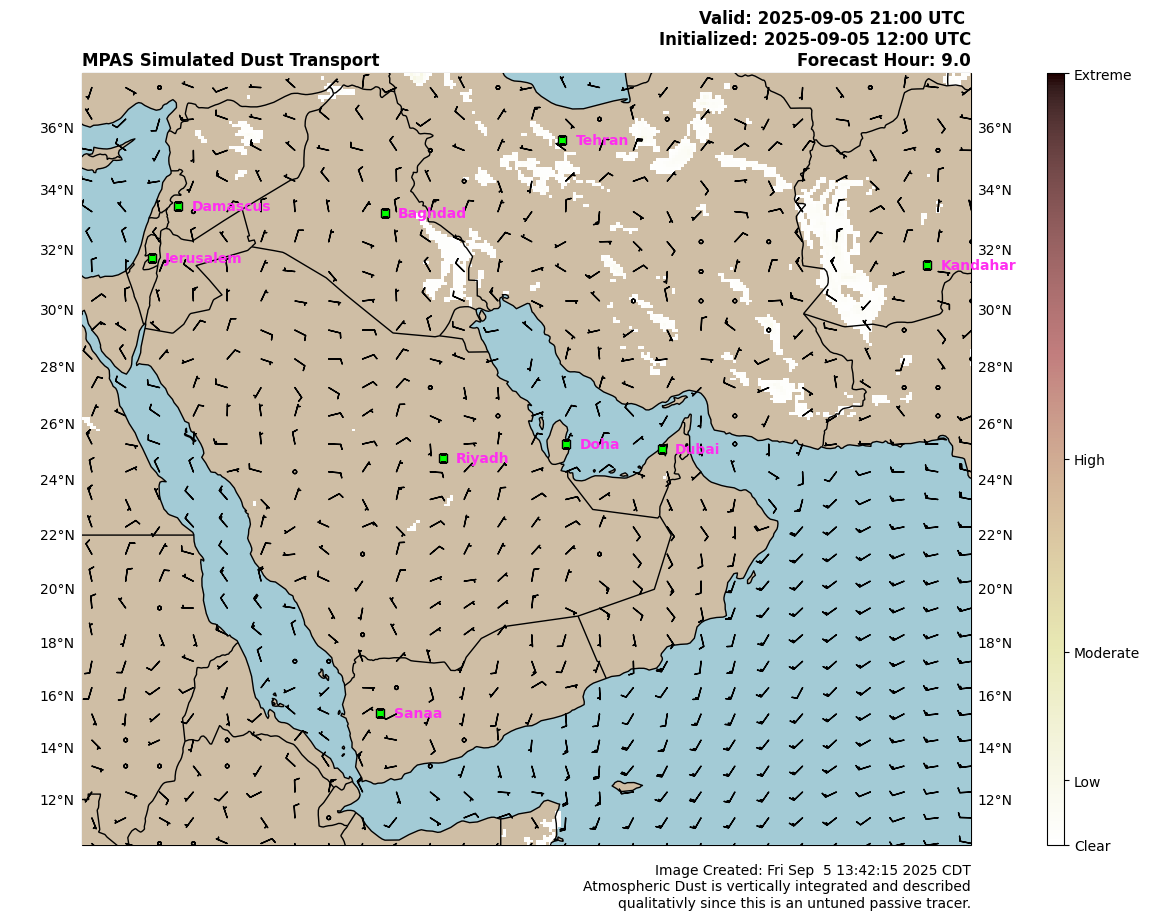 Valid: 2025-09-05 21:00 UTC
Initialized: 2025-09-05 12:00 UTC
MPAS Simulated Dust Transport
Forecast Hour: 9.0
Extreme
36°N
Tehran
36°N
34°N
Damascus
Baghdad
34°N
32°N
Jerusalem
32°N
Kandahar
30°N
30°N
28°N
28°N
26°N
26°N
Doha
Dubai
Riyadh
High
24°N
24°N
22°N
22°N
20°N
20°N
18°N
18°N
Moderate
16°N
16°N
Sanaa
14°N
14°N
Low
12°N
12°N
Clear
Image Created: Fri Sep  5 13:42:15 2025 CDT
Atmospheric Dust is vertically integrated and described
qualitativly since this is an untuned passive tracer.